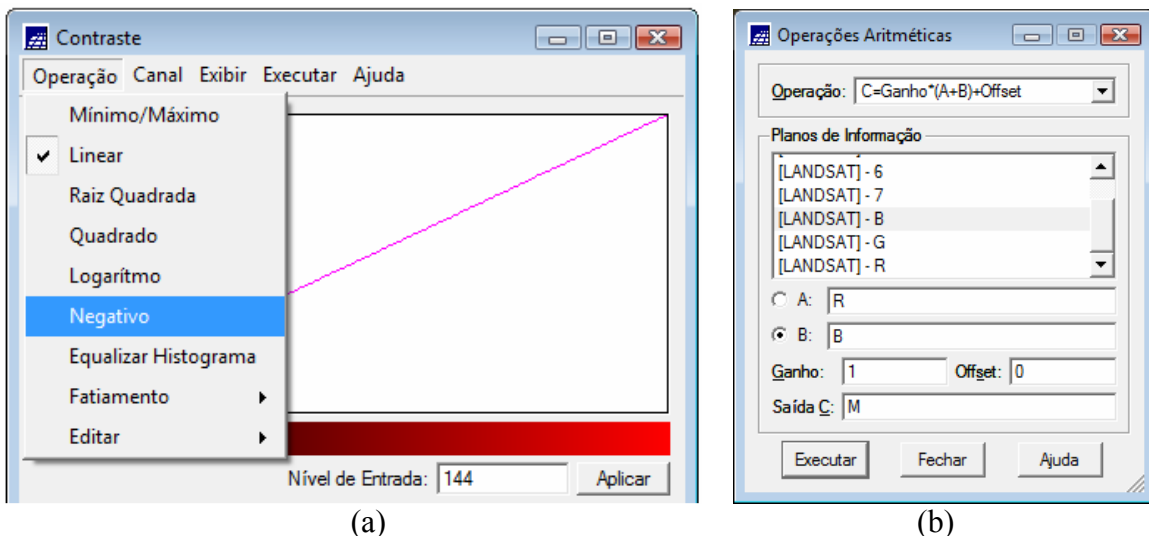 Contraste
Operação Canal Exibir Executar Ajuda
Mínimo/Máximo
Linear
Raiz Quadrada
Quadrado
Logarítmo
Negativo
Equalizar Histograma
Fatiamento
Editar
Nível de Entrada: 144 Aplicar
(a)
Operações Aritméticas
Operação: C=Ganho*(A+B)+Offset
Planos de Informação
[LANDSAT] - 6
[LANDSAT] - 7
[LANDSAT] - B
[LANDSAT] - G
[LANDSAT] - R
A: R
B: B
Ganho: 1 Offset: 0
Saída C: M
Executar Fechar Ajuda
(b)